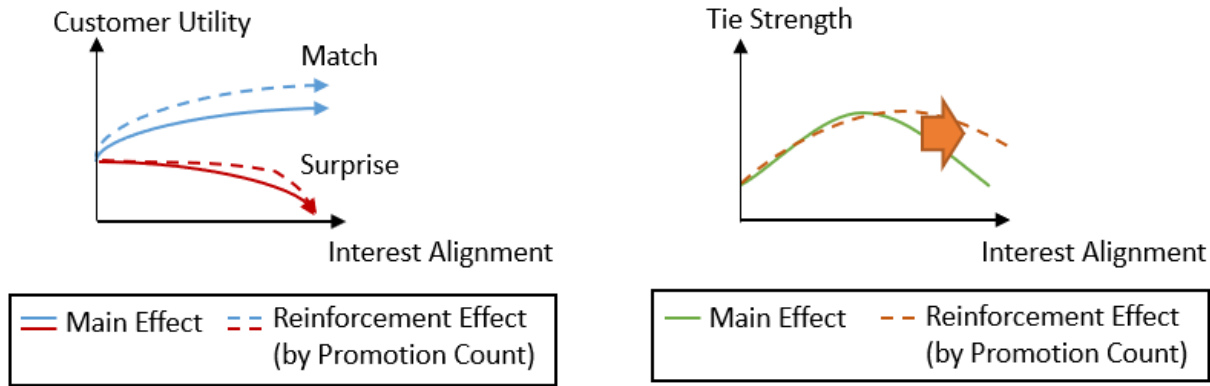 Customer Utility
Match
Surprise
Interest Alignment
Main Effect
Reinforcement Effect
(by Promotion Count)
Tie Strength
Interest Alignment
Main Effect
Reinforcement Effect
(by Promotion Count)